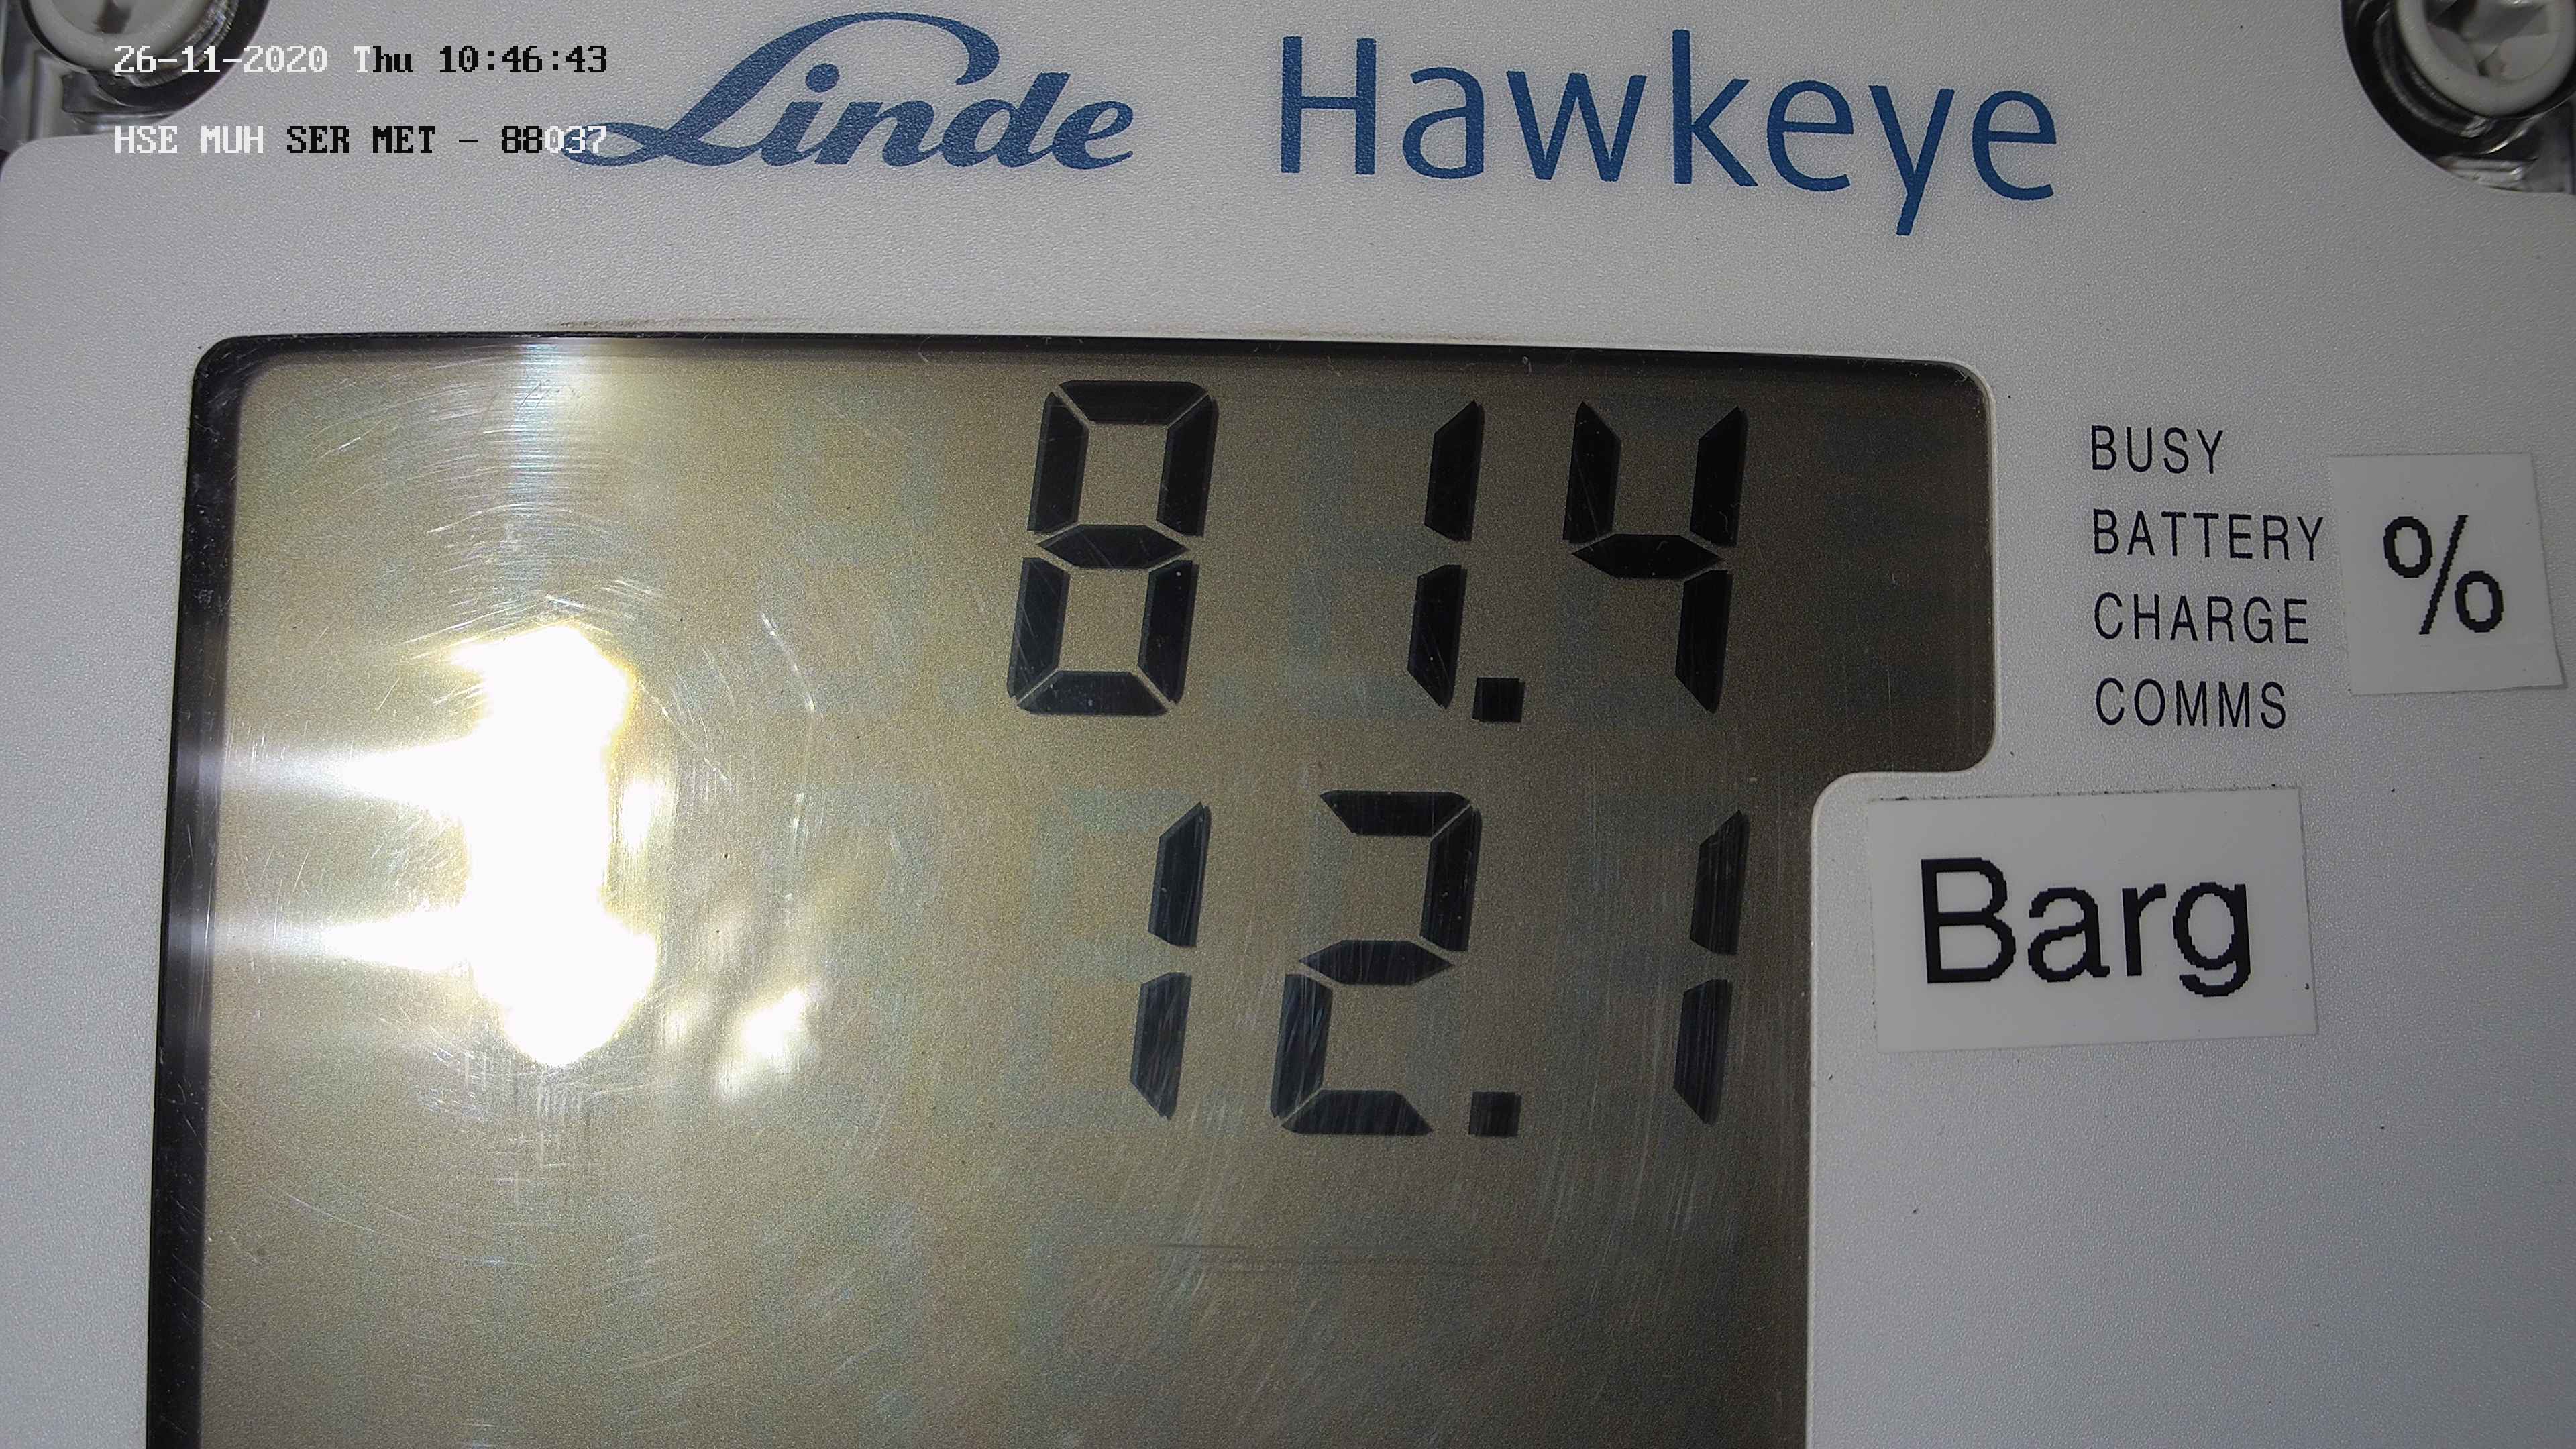 26-11-2020 Thu 10:46:43
HSE MUH SER MET - 88037
Linde Hawkeye
81.4
BUSY
BATTERY
CHARGE
COMMS
%
12.1
Barg